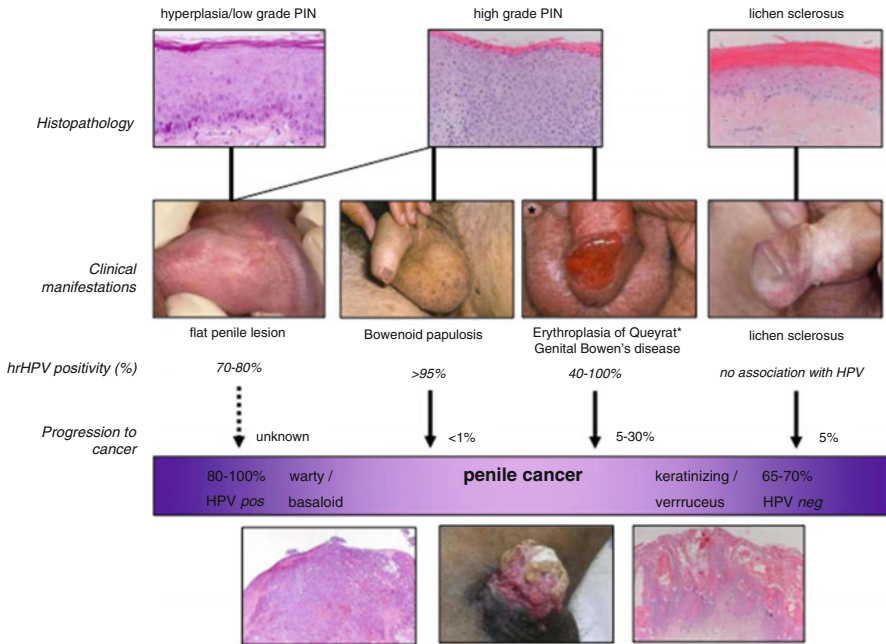 hyperplasia/low grade PIN
high grade PIN
lichen sclerosus
Histopathology
Clinical
manifestations
flat penile lesion
Bowenoid papulosis
Erythroplasia of Queyrat*
Genital Bowen's disease
lichen sclerosus
hrHPV positivity (%)
70-80%
>95%
40-100%
no association with HPV
Progression to
cancer
unknown
<1%
5-30%
5%
80-100%
HPV pos
warty /
basaloid
penile cancer
keratinizing /
verrruceus
65-70%
HPV neg